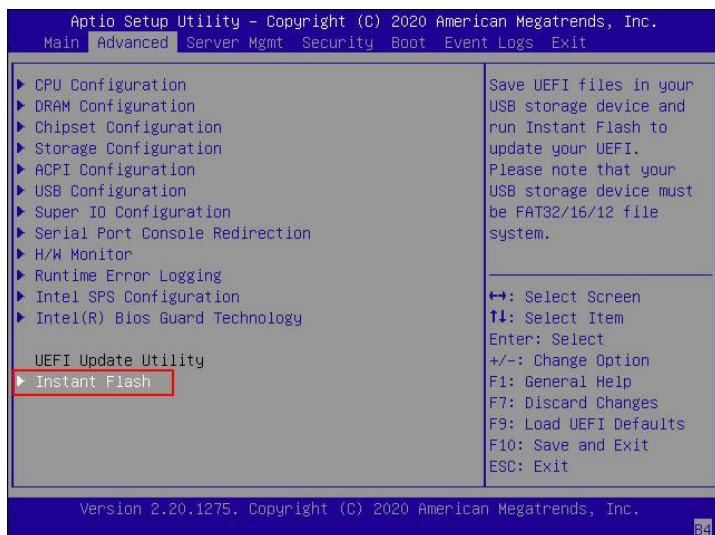 Aptio Setup Utility – Copyright (C) 2020 American Megatrends, Inc.
Main Advanced Server Mgmt Security Boot Event Logs Exit
CPU Configuration
DRAM Configuration
Chipset Configuration
Storage Configuration
ACPI Configuration
USB Configuration
Super IO Configuration
Serial Port Console Redirection
H/W Monitor
Runtime Error Logging
Intel SPS Configuration
Intel(R) Bios Guard Technology
UEFI Update Utility
Instant Flash
Save UEFI files in your
USB storage device and
run Instant Flash to
update your UEFI.
Please note that your
USB storage device must
be FAT32/16/12 file
system.
↔: Select Screen
↑↓: Select Item
Enter: Select
+/-: Change Option
F1: General Help
F7: Discard Changes
F9: Load UEFI Defaults
F10: Save and Exit
ESC: Exit
Version 2.20.1275. Copyright (C) 2020 American Megatrends, Inc.
B4